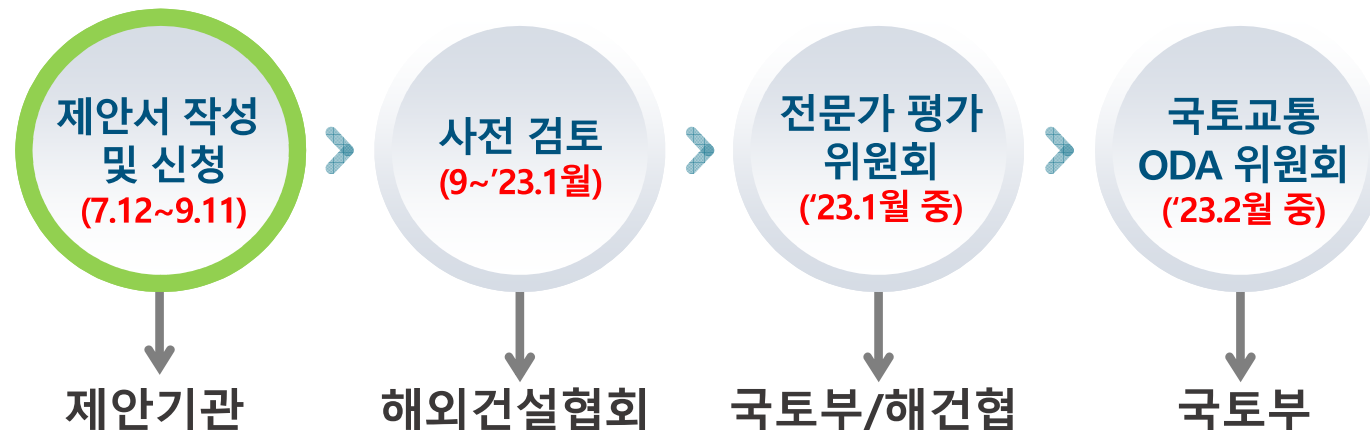 제안서 작성
및 신청
(7.12~9.11)
사전 검토
(9~’23.1월)
전문가 평가
위원회
(‘23.1월 중)
국토교통
ODA 위원회
(‘23.2월 중)
제안기관
해외건설협회
국토부/해건협
국토부